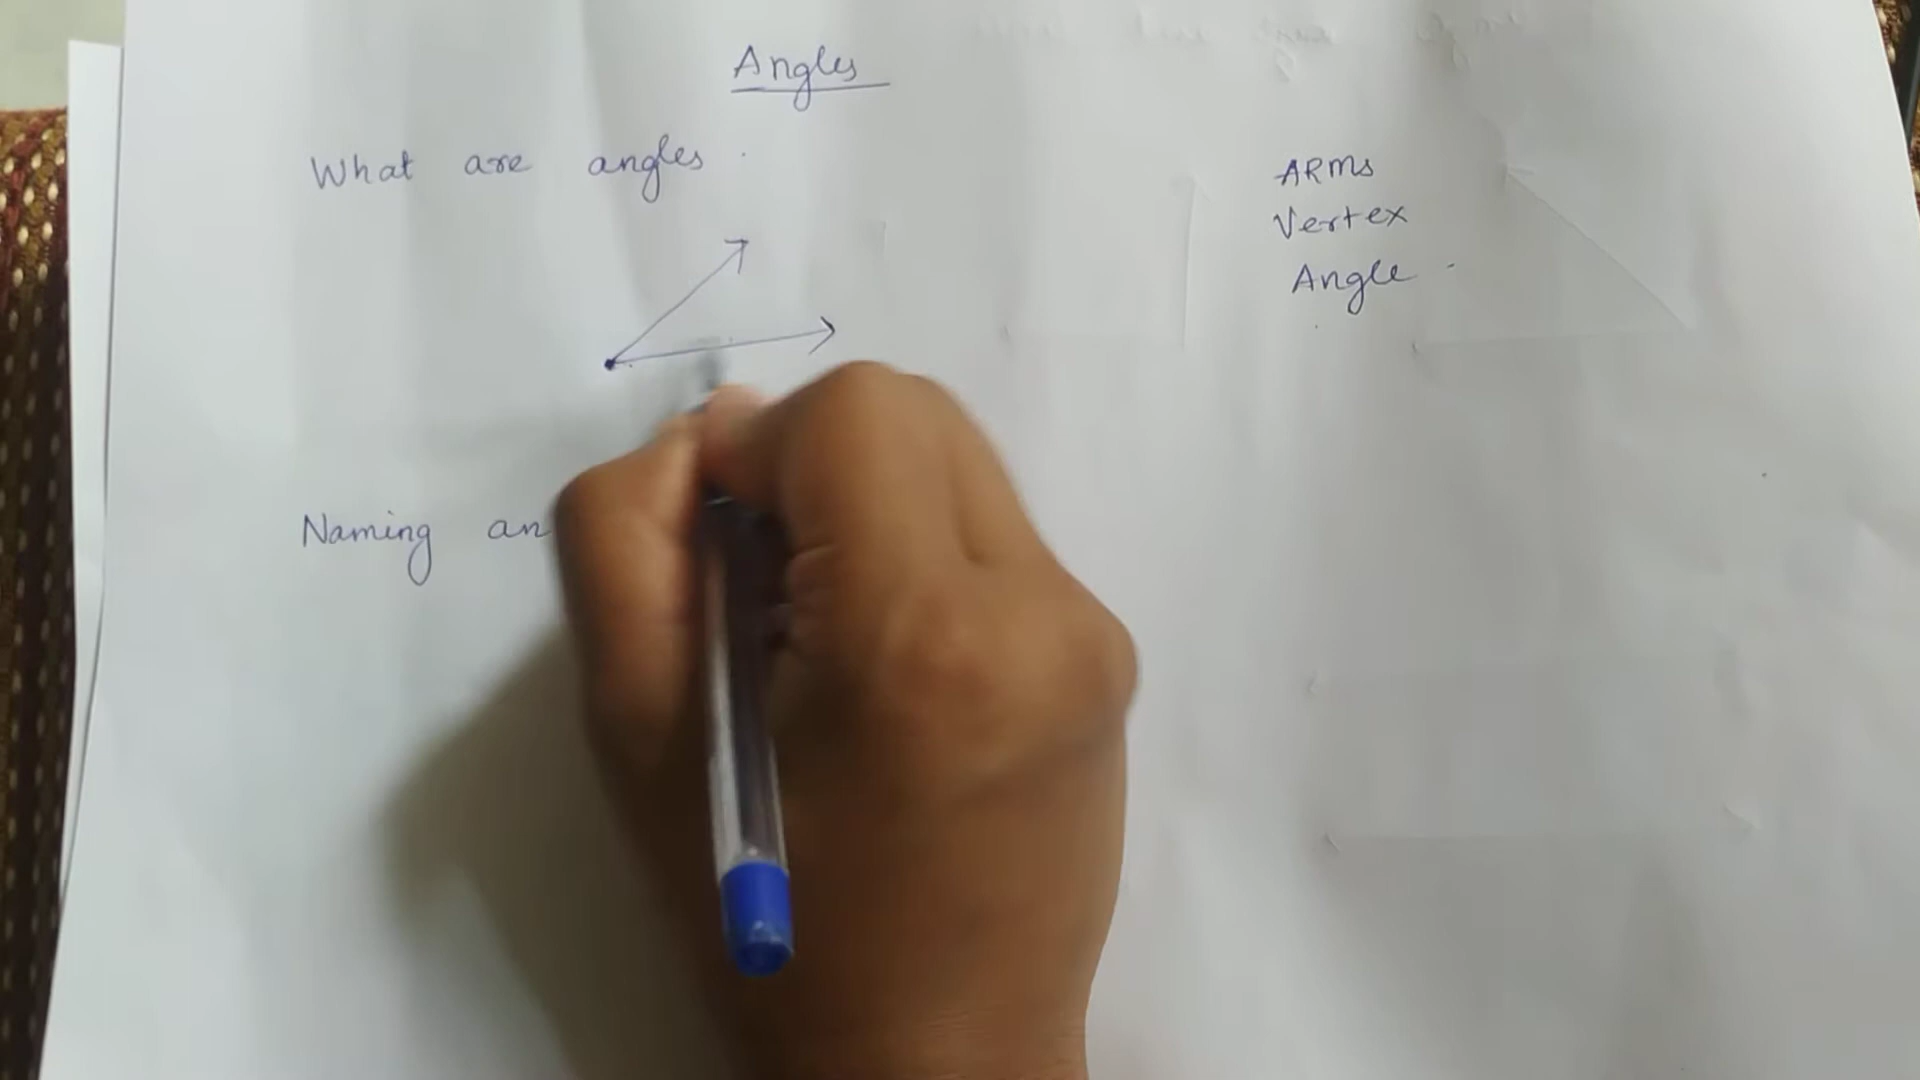 Angles
What are angles.
ARMs
Vertex
Angle
Naming an